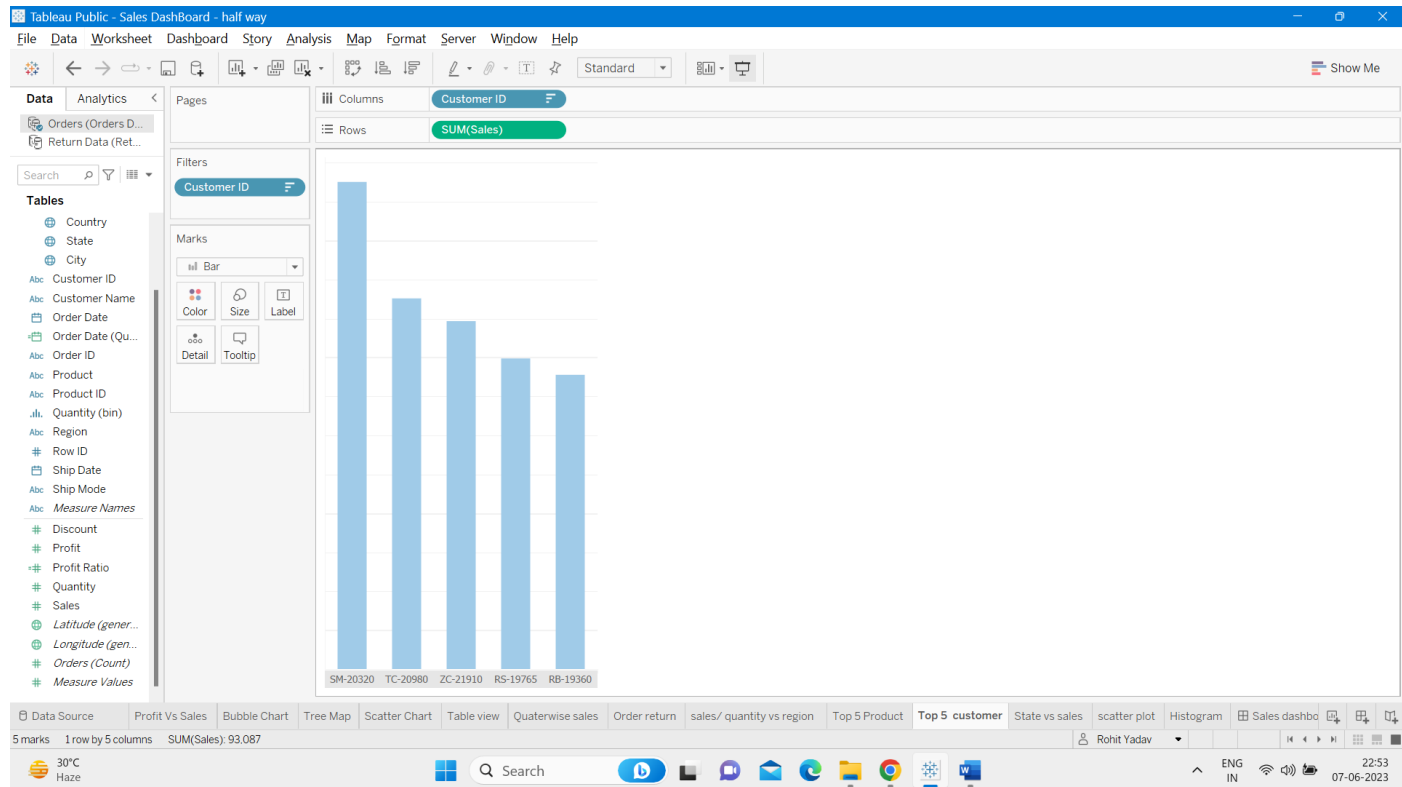 Tableau Public - Sales DashBoard - half way
File Data Worksheet Dashboard Story Analysis Map Format Server Window Help
Standard
Show Me
Data Analytics
Orders (Orders D...
Return Data (Ret...
Search
Tables
Country
State
City
Abc Customer ID
Abc Customer Name
Order Date
Order Date (Qu...
Abc Order ID
Abc Product
Abc Product ID
Quantity (bin)
Abc Region
# Row ID
Ship Date
Abc Ship Mode
Abc Measure Names
# Discount
# Profit
=# Profit Ratio
# Quantity
# Sales
Latitude (gener...
Longitude (gen...
# Orders (Count)
# Measure Values
Pages
Filters
Customer ID
Marks
Bar
Color Size Label
Detail Tooltip
Columns Customer ID
Rows SUM(Sales)
SM-20320 TC-20980 ZC-21910 RS-19765 RB-19360
Data Source Profit Vs Sales Bubble Chart Tree Map Scatter Chart Table view Quaterwise sales Order return sales/ quantity vs region Top 5 Product Top 5 customer State vs sales scatter plot Histogram Sales dashbo
5 marks 1 row by 5 columns SUM(Sales): 93,087 Rohit Yadav
30°C
Haze
Search
ENG
IN
22:53
07-06-2023